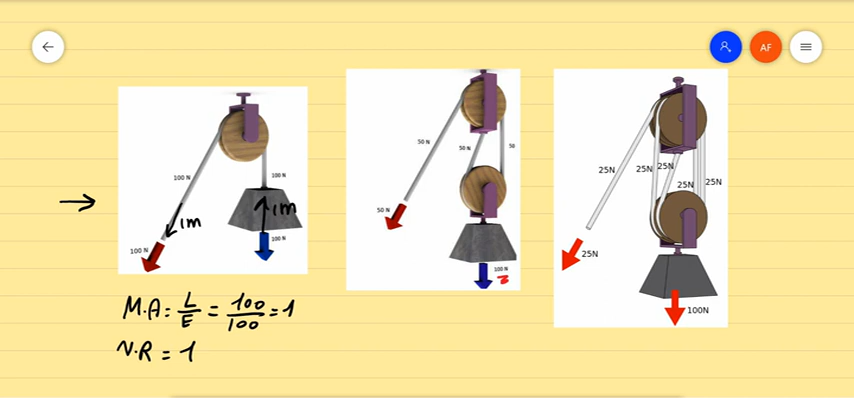 AF
100 N
100 N
1m
1m
100 N
100 N
M.A = L/E = 100/100 = 1
V.R = 1
50 N
50 N
50
50 N
100 N
25N
25N
25N
25N
25N
25N
100N